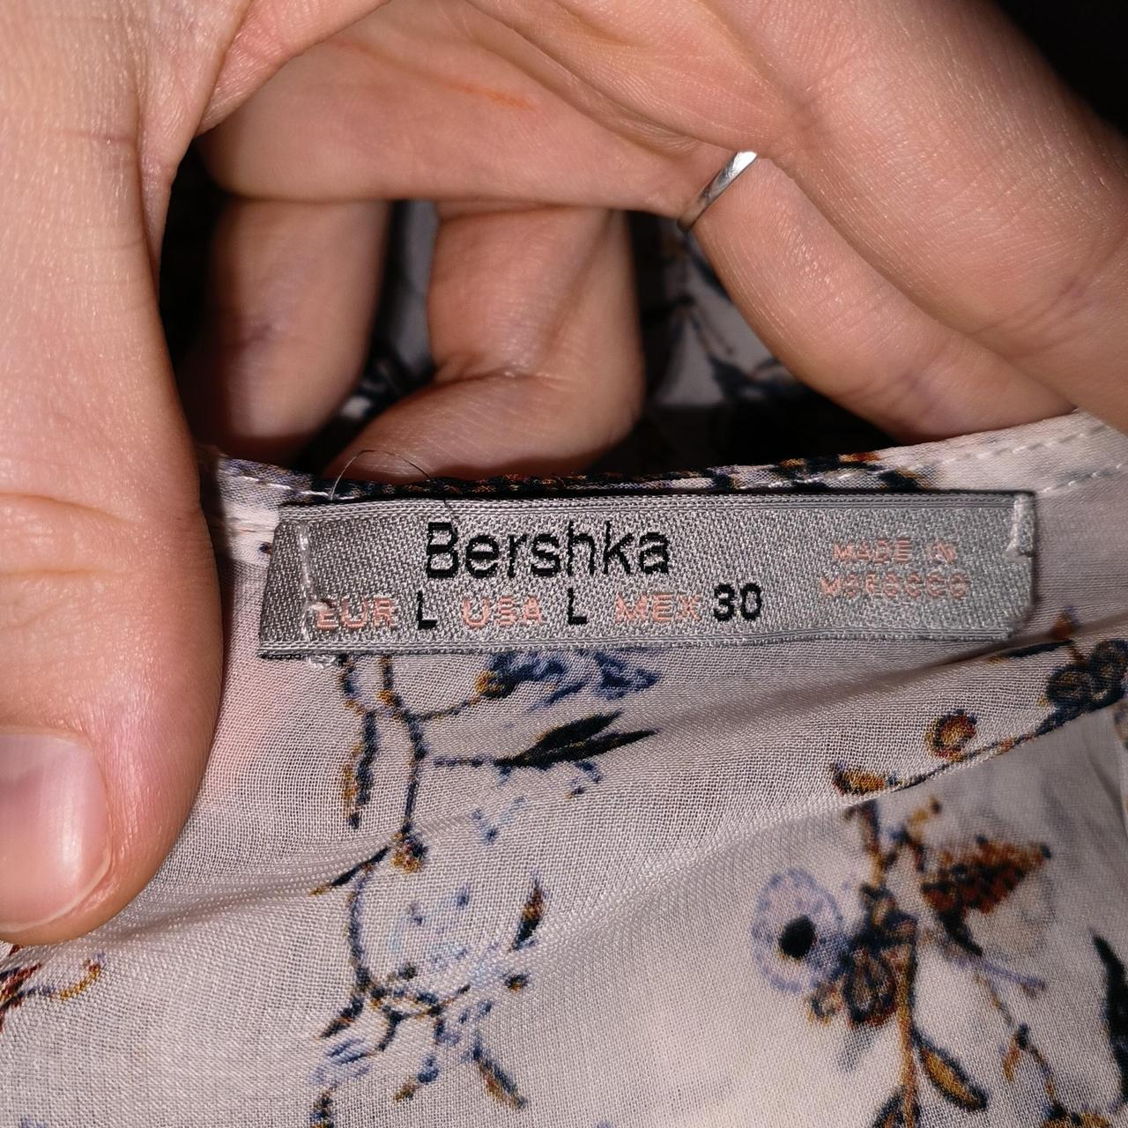 Bershka
EUR L USA L MEX 30
MADE IN
MOROCCO